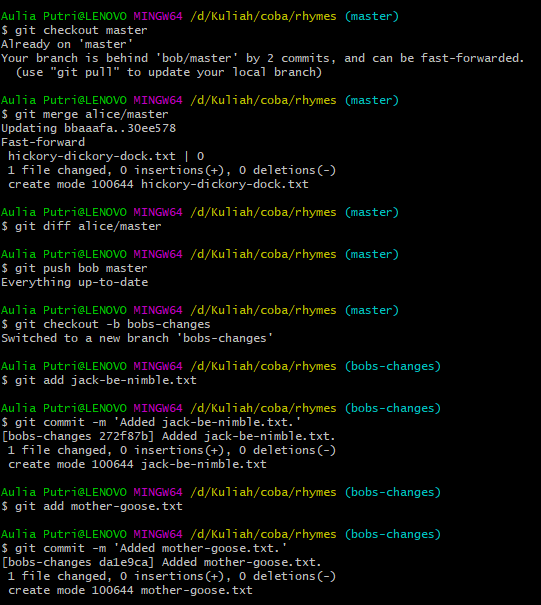 Aulia Putri@LENOVO MINGW64 /d/Kuliah/coba/rhymes (master)
$ git checkout master
Already on 'master'
Your branch is behind 'bob/master' by 2 commits, and can be fast-forwarded.
  (use "git pull" to update your local branch)
Aulia Putri@LENOVO MINGW64 /d/Kuliah/coba/rhymes (master)
$ git merge alice/master
Updating bbaaafa..30ee578
Fast-forward
 hickory-dickory-dock.txt | 0
 1 file changed, 0 insertions(+), 0 deletions(-)
 create mode 100644 hickory-dickory-dock.txt
Aulia Putri@LENOVO MINGW64 /d/Kuliah/coba/rhymes (master)
$ git diff alice/master
Aulia Putri@LENOVO MINGW64 /d/Kuliah/coba/rhymes (master)
$ git push bob master
Everything up-to-date
Aulia Putri@LENOVO MINGW64 /d/Kuliah/coba/rhymes (master)
$ git checkout -b bobs-changes
Switched to a new branch 'bobs-changes'
Aulia Putri@LENOVO MINGW64 /d/Kuliah/coba/rhymes (bobs-changes)
$ git add jack-be-nimble.txt
Aulia Putri@LENOVO MINGW64 /d/Kuliah/coba/rhymes (bobs-changes)
$ git commit -m 'Added jack-be-nimble.txt.'
[bobs-changes 272f87b] Added jack-be-nimble.txt.
 1 file changed, 0 insertions(+), 0 deletions(-)
 create mode 100644 jack-be-nimble.txt
Aulia Putri@LENOVO MINGW64 /d/Kuliah/coba/rhymes (bobs-changes)
$ git add mother-goose.txt
Aulia Putri@LENOVO MINGW64 /d/Kuliah/coba/rhymes (bobs-changes)
$ git commit -m 'Added mother-goose.txt.'
[bobs-changes da1e9ca] Added mother-goose.txt.
 1 file changed, 0 insertions(+), 0 deletions(-)
 create mode 100644 mother-goose.txt